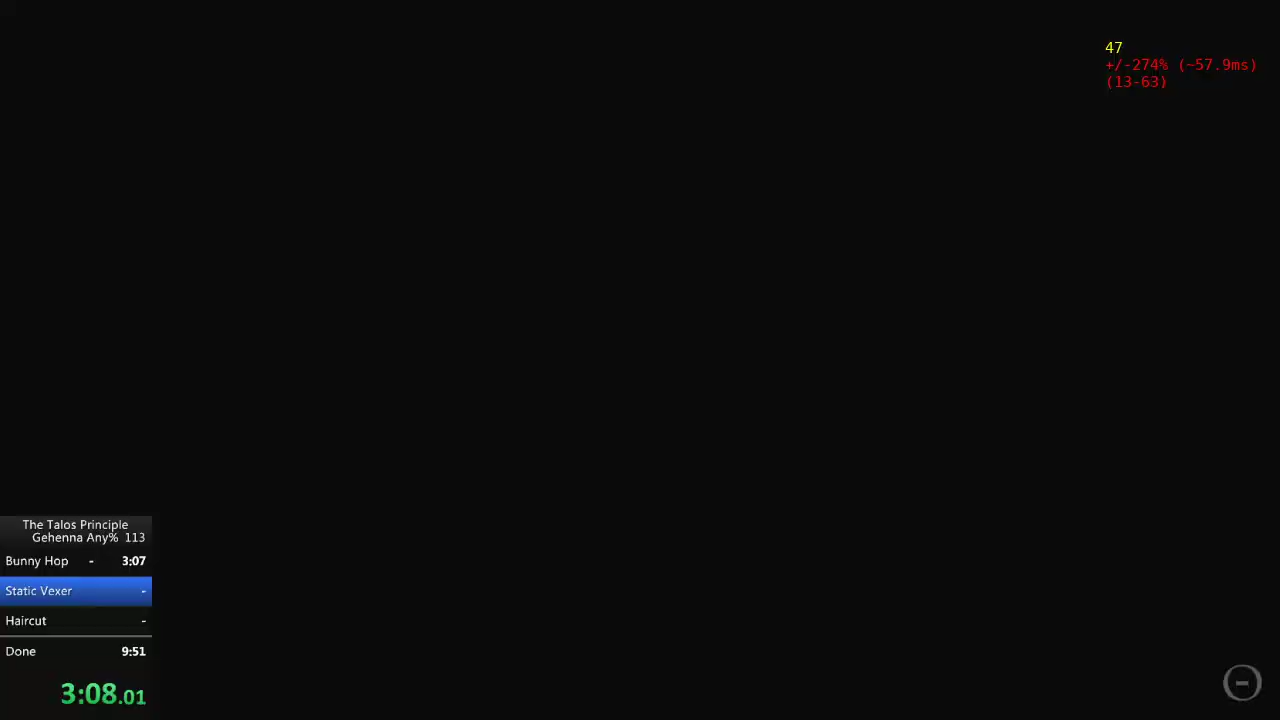 47
+/-274% (~57.9ms)
(13-63)
The Talos Principle
Gehenna Any% 113
Bunny Hop - 3:07
Static Vexer -
Haircut -
Done 9:51
3:08.01